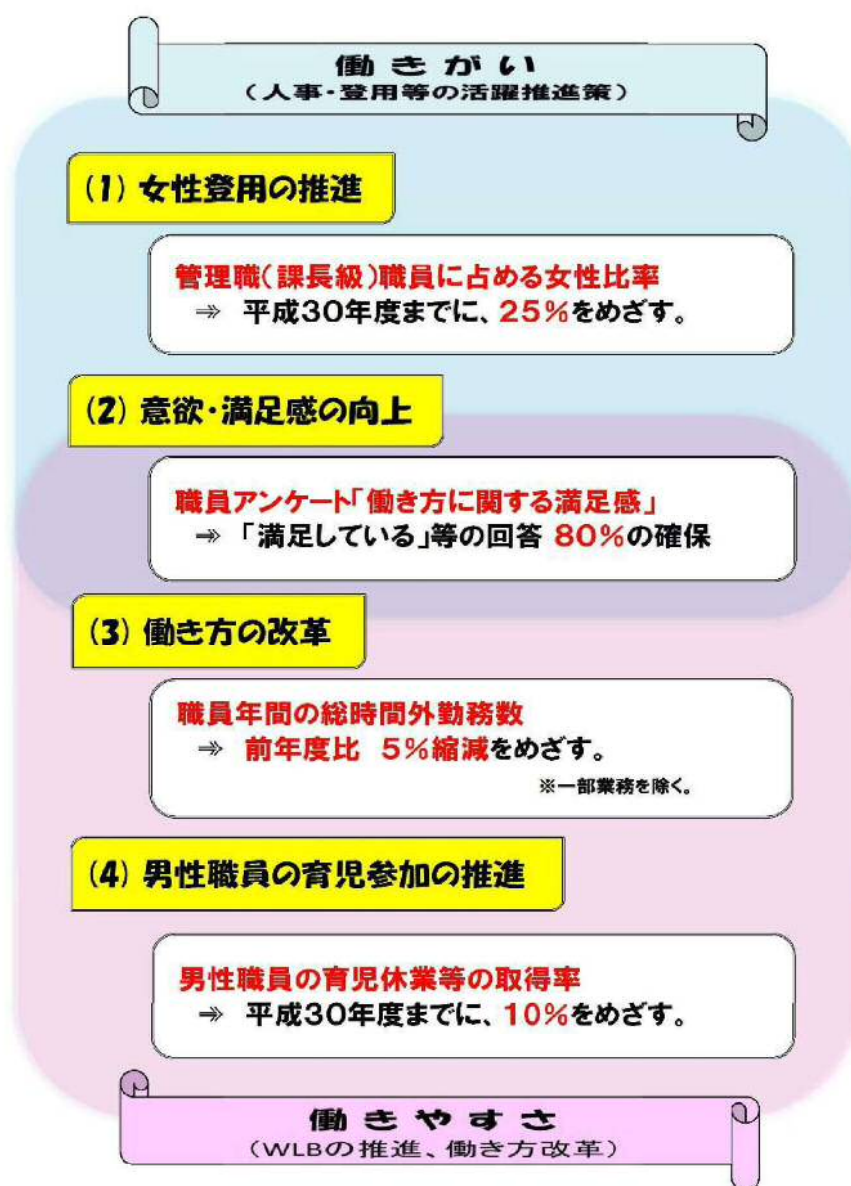 働きがい
(人事・登用等の活躍推進策)
(1) 女性登用の推進
管理職(課長級)職員に占める女性比率
⇒ 平成30年度までに、25%をめざす。
(2) 意欲・満足感の向上
職員アンケート「働き方に関する満足感」
⇒ 「満足している」等の回答 80%の確保
(3) 働き方の改革
職員年間の総時間外勤務数
⇒ 前年度比 5%縮減をめざす。
※一部業務を除く。
(4) 男性職員の育児参加の推進
男性職員の育児休業等の取得率
⇒ 平成30年度までに、10%をめざす。
働きやすさ
(WLBの推進、働き方改革)